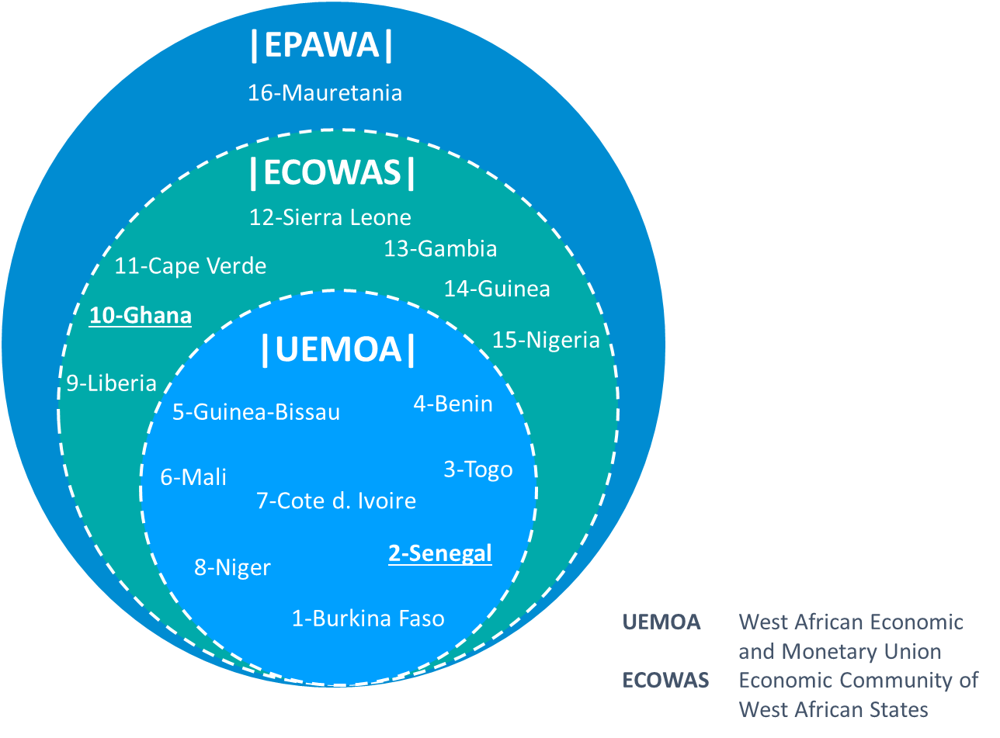 |EPAWA|
16-Mauretania
|ECOWAS|
12-Sierra Leone
13-Gambia
11-Cape Verde
14-Guinea
10-Ghana
15-Nigeria
9-Liberia
|UEMOA|
5-Guinea-Bissau
4-Benin
6-Mali
3-Togo
7-Cote d. Ivoire
2-Senegal
8-Niger
1-Burkina Faso
UEMOA West African Economic
and Monetary Union
ECOWAS Economic Community of
West African States